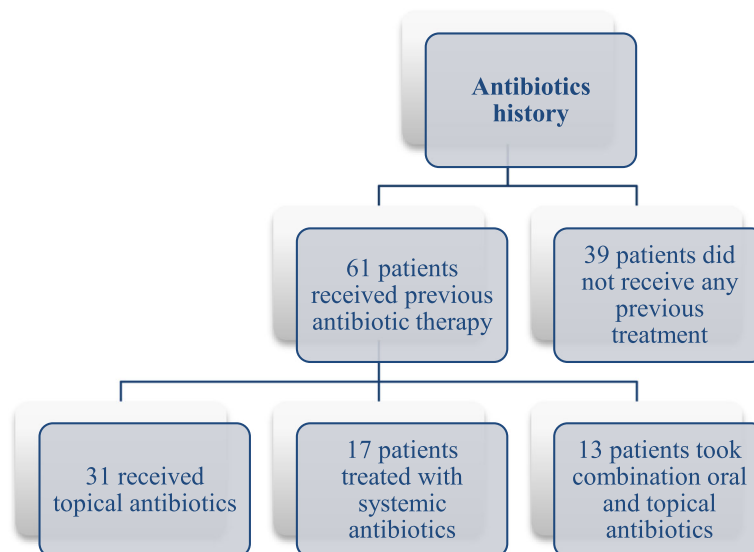 Antibiotics
history
61 patients
received previous
antibiotic therapy
39 patients did
not receive any
previous
treatment
31 received
topical antibiotics
17 patients
treated with
systemic
antibiotics
13 patients took
combination oral
and topical
antibiotics